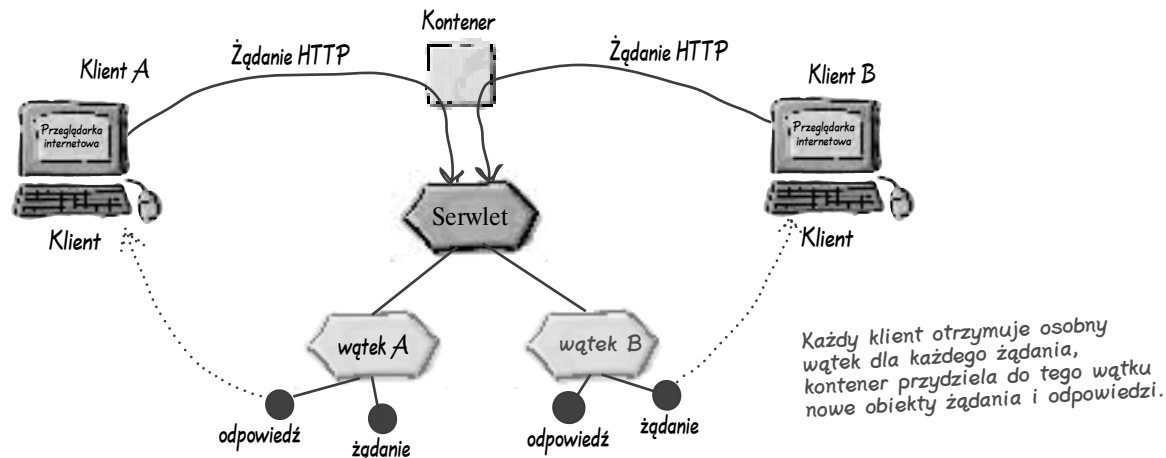 Kontener
Klient A
Żądanie HTTP
Żądanie HTTP
Klient B
Przeglądarka
internetowa
Przeglądarka
internetowa
Serwlet
Klient
Klient
wątek A
wątek B
Każdy klient otrzymuje osobny
wątek dla każdego żądania,
kontener przydziela do tego wątku
nowe obiekty żądania i odpowiedzi.
odpowiedź
żądanie
odpowiedź
żądanie